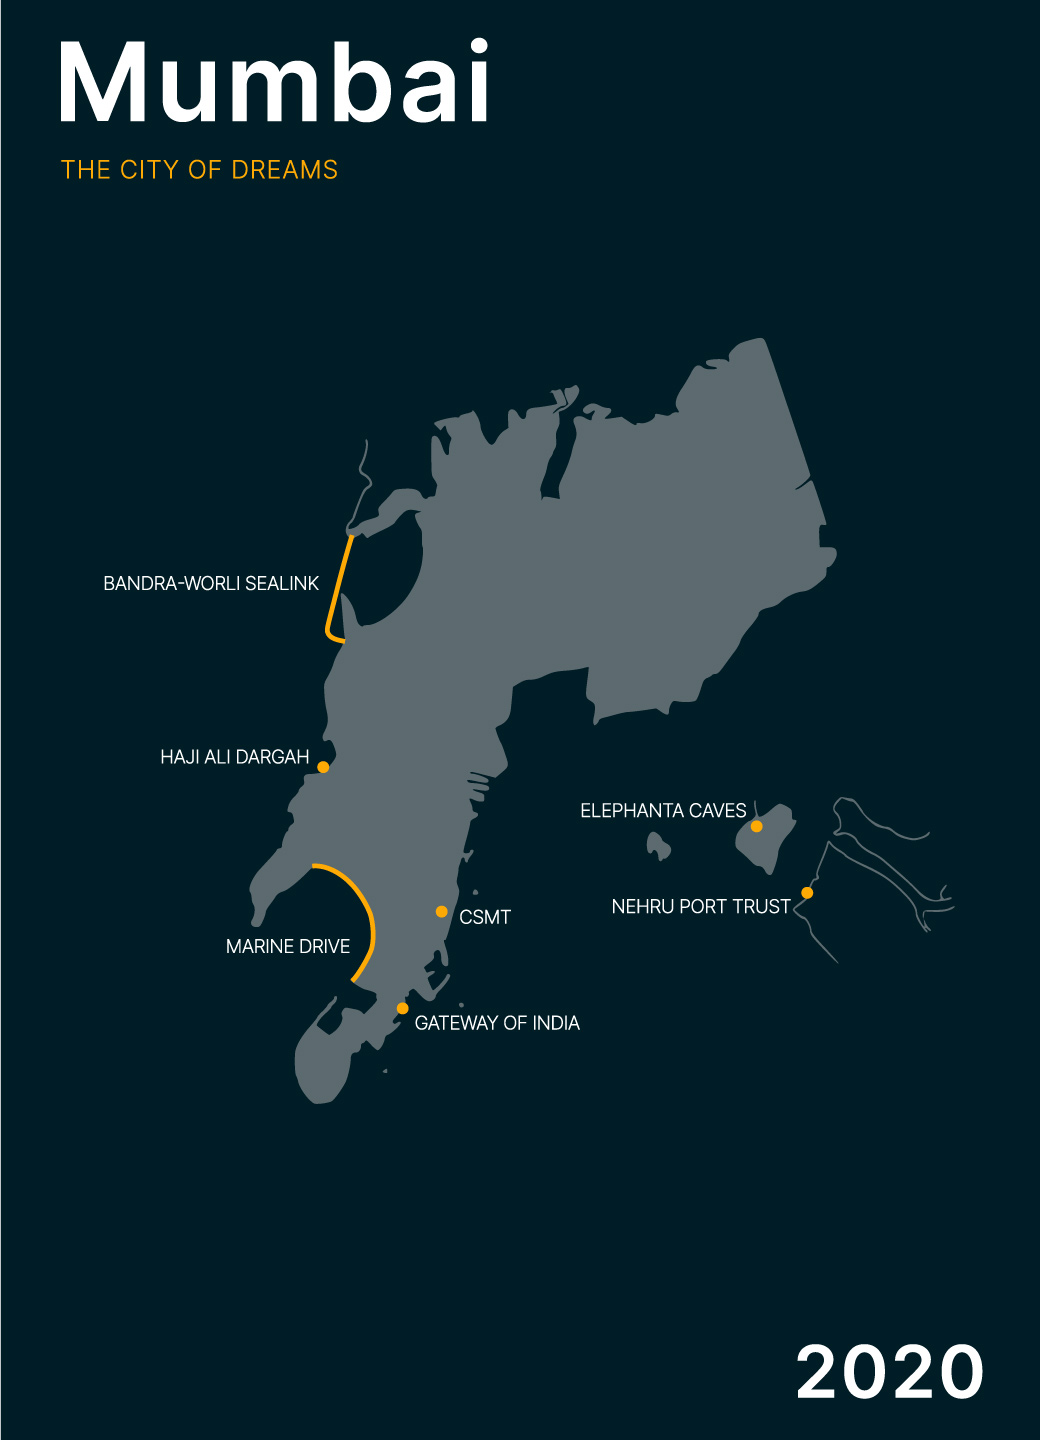 Mumbai
THE CITY OF DREAMS
BANDRA-WORLI SEALINK
HAJI ALI DARGAH
ELEPHANTA CAVES
NEHRU PORT TRUST
CSMT
MARINE DRIVE
GATEWAY OF INDIA
2020